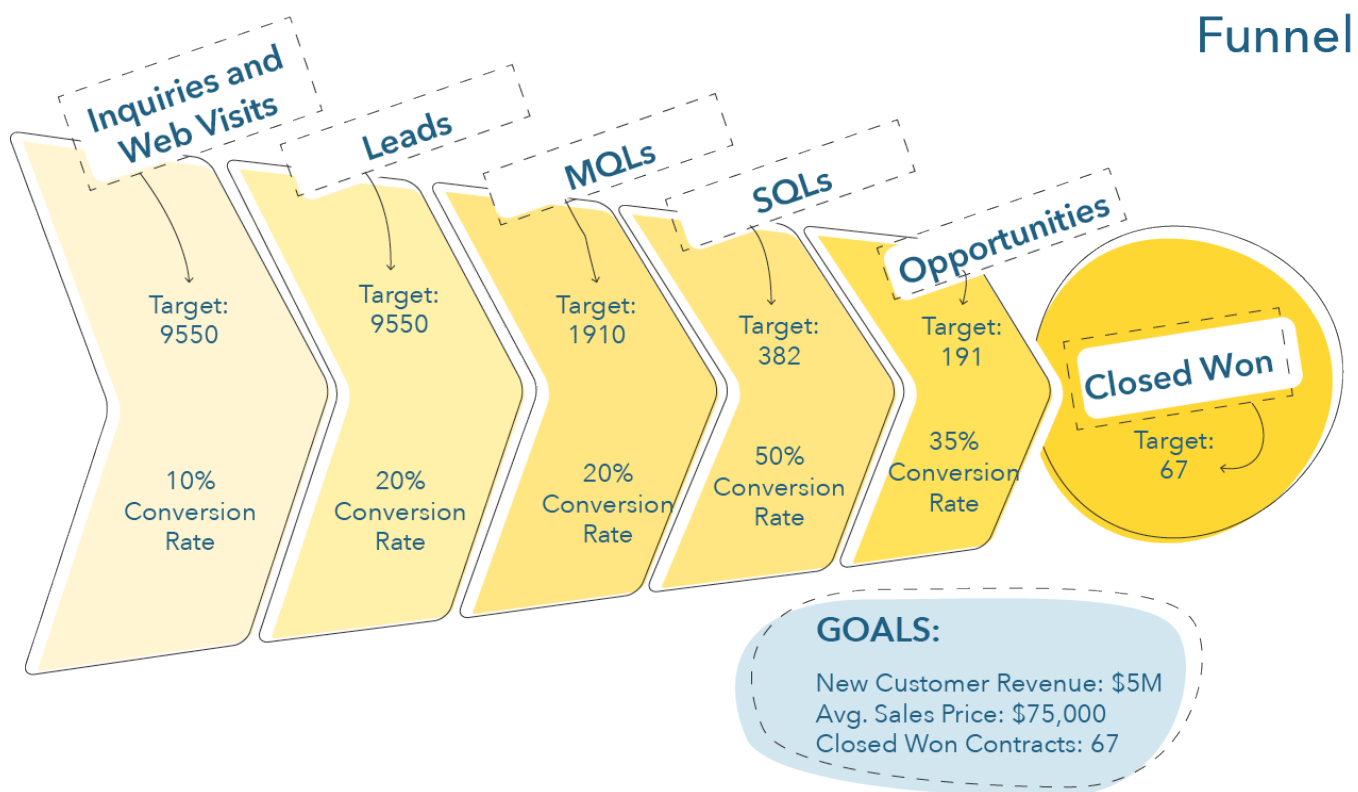 Funnel
Inquiries and
Web Visits
Target:
9550
10%
Conversion
Rate
Leads
Target:
9550
20%
Conversion
Rate
MQLs
Target:
1910
20%
Conversion
Rate
SQLs
Target:
382
50%
Conversion
Rate
Opportunities
Target:
191
35%
Conversion
Rate
Closed Won
Target:
67
GOALS:
New Customer Revenue: $5M
Avg. Sales Price: $75,000
Closed Won Contracts: 67